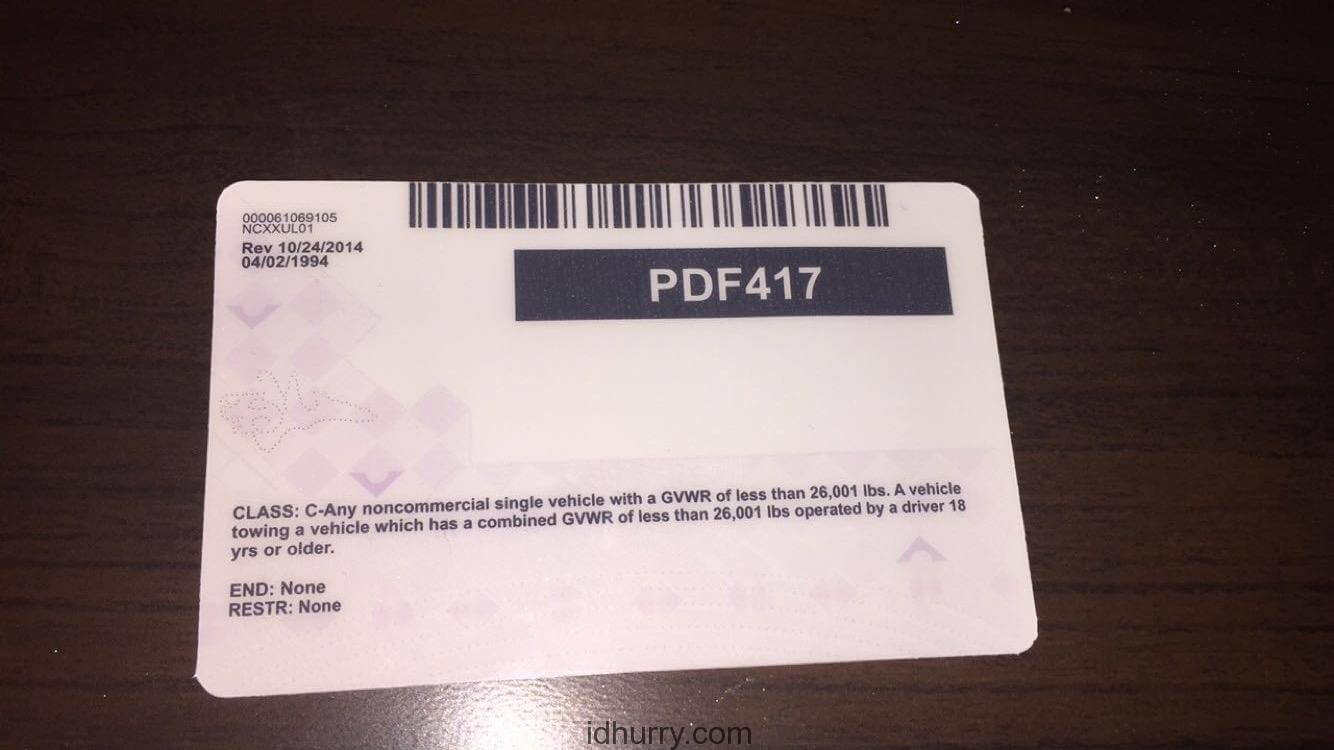 000061069105
NCXXUL01
Rev 10/24/2014
04/02/1994
PDF417
CLASS: C-Any noncommercial single vehicle with a GVWR of less than 26,001 lbs. A vehicle
towing a vehicle which has a combined GVWR of less than 26,001 lbs operated by a driver 18
yrs or older.
END: None
RESTR: None
idhurry.com